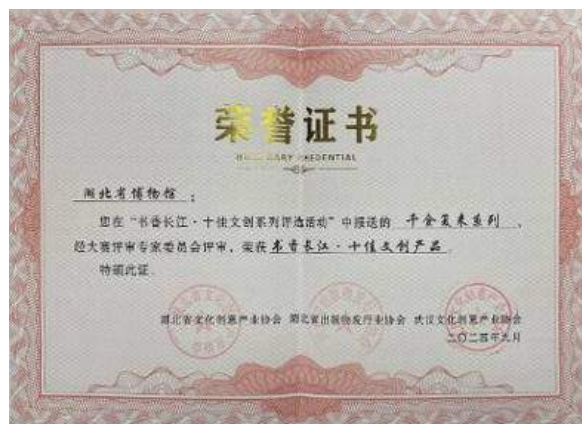 荣誉证书
HONORARY CREDENTIAL
湖北省博物馆：
您在“书香长江·十佳文创系列评选活动”中报送的 千金复来系列，
经大赛评审专家委员会评审，荣获 书香长江·十佳文创产品
特颁此证
湖北省文化创意产业协会 湖北省出版物发行业协会 武汉文化创意产业协会
二〇二四年九月